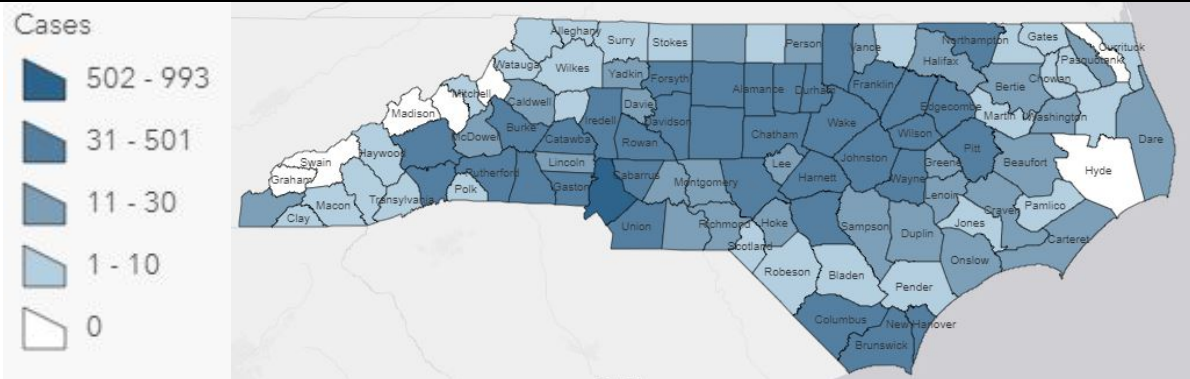 Cases
502 - 993
31 - 501
11 - 30
1 - 10
0
Alleghany
Surry
Stokes
Person
Vance
Northampton
Gates
Currituck
Watauga
Wilkes
Yadkin
Forsyth
Halifax
Pasquotank
Chowan
Bertie
Mitchell
Madison
Caldwell
Davie
Alamance
Durham
Franklin
Edgecombe
Martin
Washington
Dare
McDowell
Burke
Catawba
Iredell
Davidson
Rowan
Chatham
Wake
Wilson
Pitt
Beaufort
Hyde
Swain
Haywood
Graham
Rutherford
Lincoln
Gaston
Cabarrus
Montgomery
Lee
Harnett
Johnston
Greene
Wayne
Lenoir
Craven
Pamlico
Clay
Macon
Transylvania
Polk
Union
Richmond
Scotland
Hoke
Sampson
Duplin
Jones
Carteret
Onslow
Robeson
Bladen
Pender
Columbus
New Hanover
Brunswick